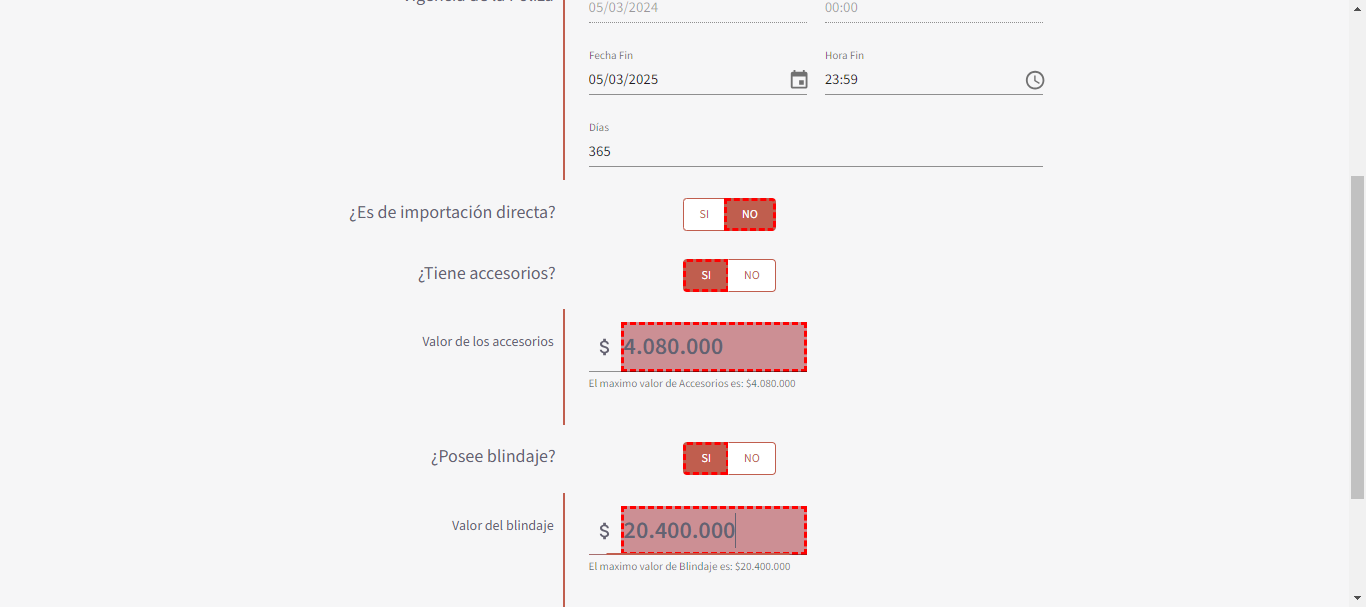 05/03/2024 00:00
Fecha Fin Hora Fin
05/03/2025 23:59
Días
365
¿Es de importación directa? SI NO
¿Tiene accesorios? SI NO
Valor de los accesorios $ 4.080.000
El maximo valor de Accesorios es: $4.080.000
¿Posee blindaje? SI NO
Valor del blindaje $ 20.400.000
El maximo valor de Blindaje es: $20.400.000